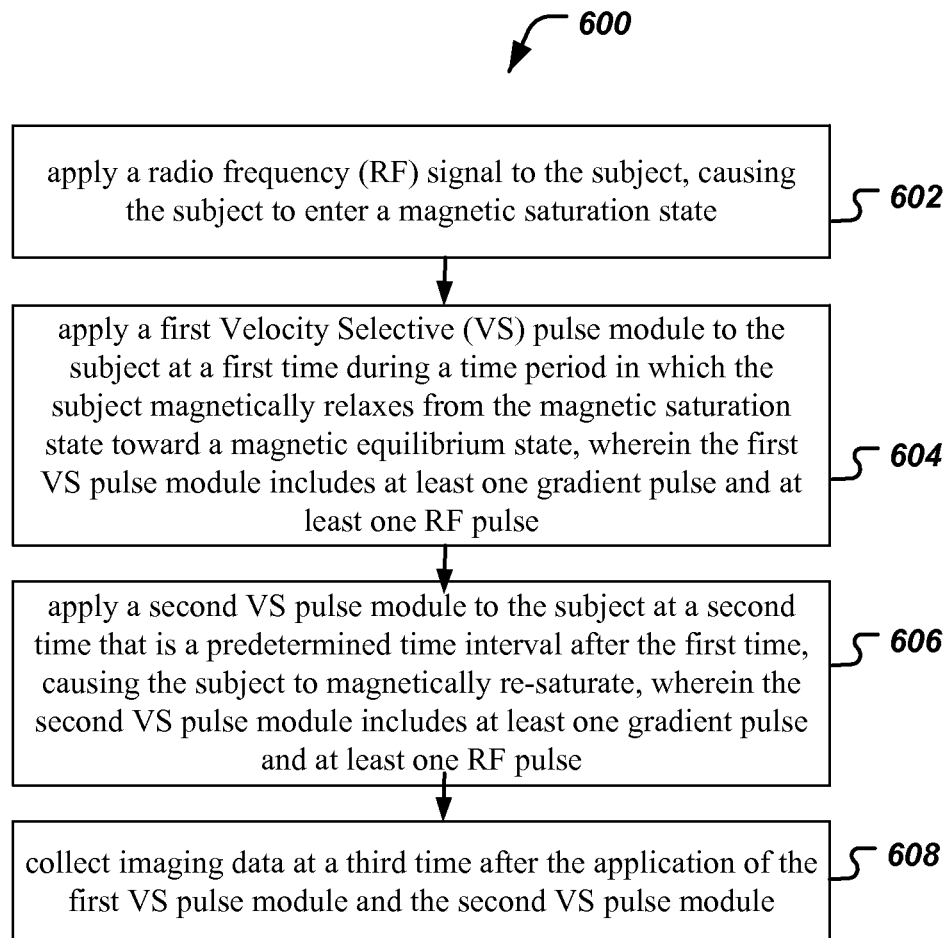 600
apply a radio frequency (RF) signal to the subject, causing
the subject to enter a magnetic saturation state
602
apply a first Velocity Selective (VS) pulse module to the
subject at a first time during a time period in which the
subject magnetically relaxes from the magnetic saturation
state toward a magnetic equilibrium state, wherein the first
VS pulse module includes at least one gradient pulse and at
least one RF pulse
604
apply a second VS pulse module to the subject at a second
time that is a predetermined time interval after the first time,
causing the subject to magnetically re-saturate, wherein the
second VS pulse module includes at least one gradient pulse
and at least one RF pulse
606
collect imaging data at a third time after the application of the
first VS pulse module and the second VS pulse module
608